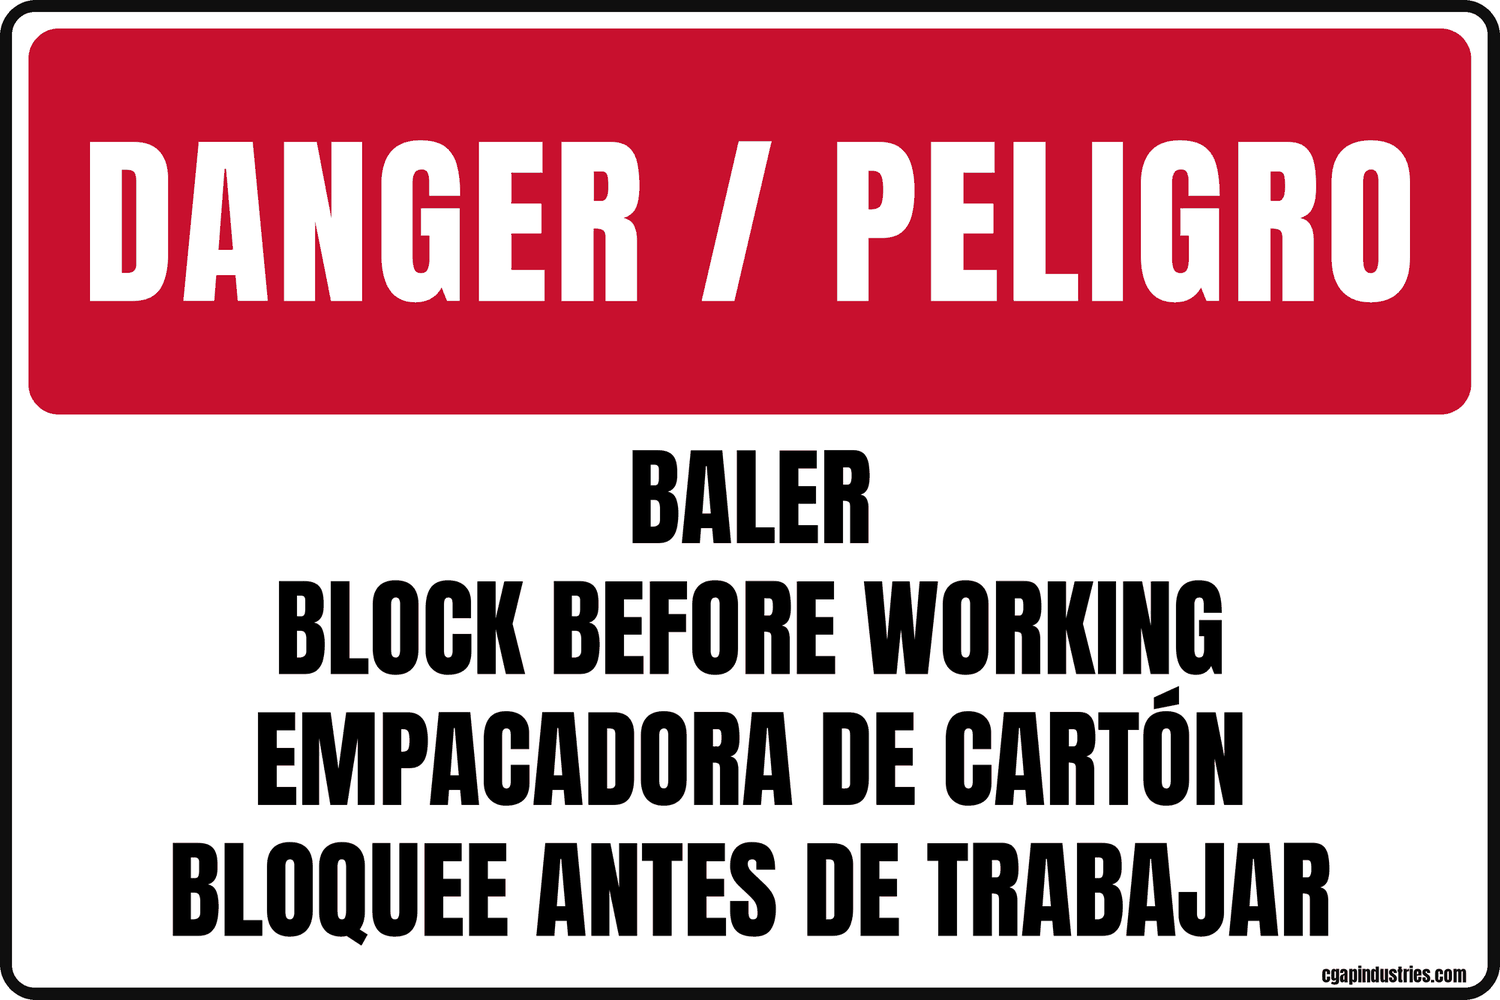 DANGER / PELIGRO
BALER
BLOCK BEFORE WORKING
EMPACADORA DE CARTÓN
BLOQUEE ANTES DE TRABAJAR
cgapindustries.com